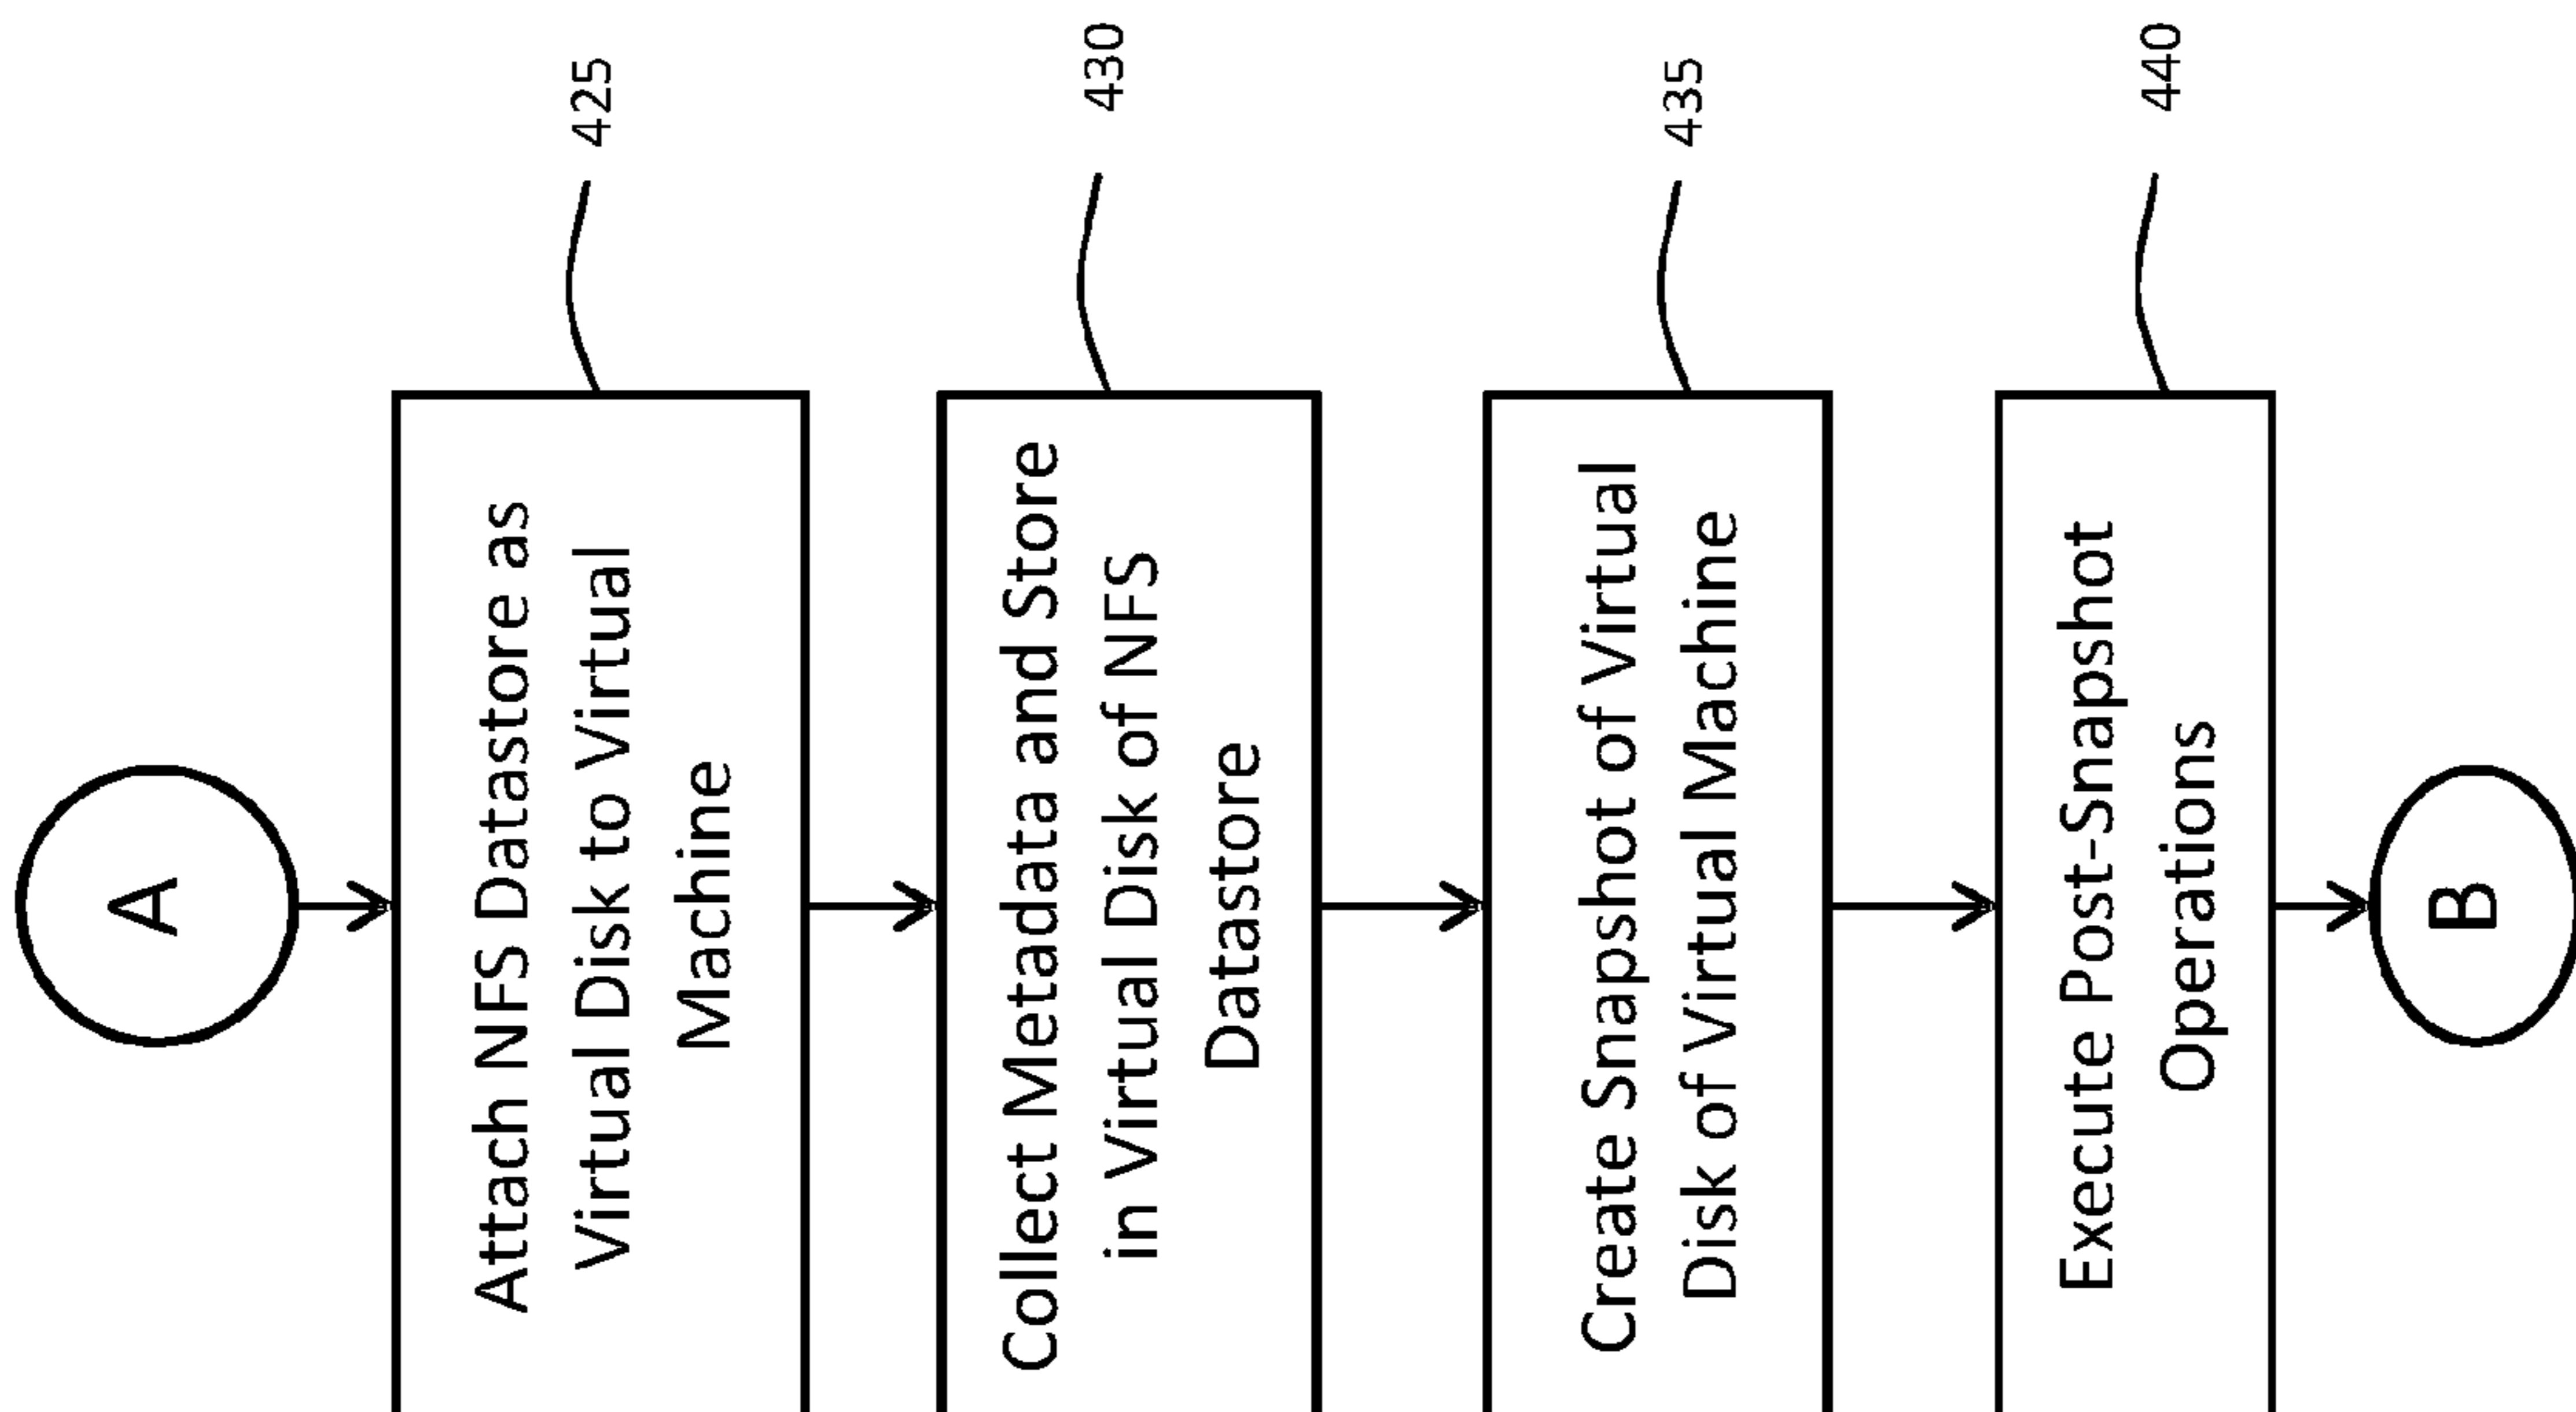 A
Attach NFS Datastore as
Virtual Disk to Virtual
Machine
425
Collect Metadata and Store
in Virtual Disk of NFS
Datastore
430
Create Snapshot of Virtual
Disk of Virtual Machine
435
Execute Post-Snapshot
Operations
440
B